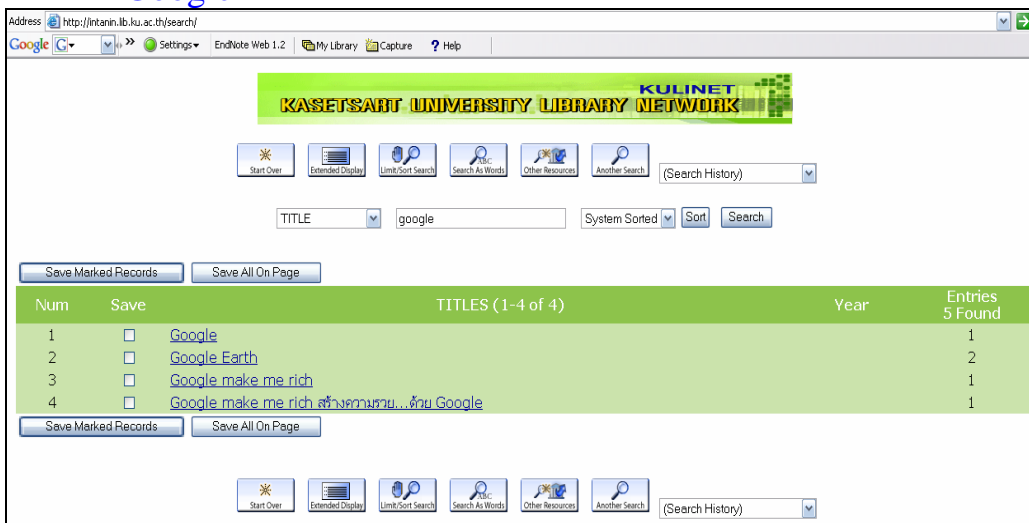 Google
Address http://intanin.lib.ku.ac.th/search/
Google G Settings EndNote Web 1.2 My Library Capture ? Help
KULINET
KASETSART UNIVERSITY LIBRARY NETWORK
Start Over Extended Display Limit/Sort Search Search As Words Other Resources Another Search (Search History)
TITLE google System Sorted Sort Search
Save Marked Records Save All On Page
Num Save TITLES (1-4 of 4) Year Entries 5 Found
1 Google 1
2 Google Earth 2
3 Google make me rich 1
4 Google make me rich สร้างความรวย...ด้วย Google 1
Save Marked Records Save All On Page
Start Over Extended Display Limit/Sort Search Search As Words Other Resources Another Search (Search History)